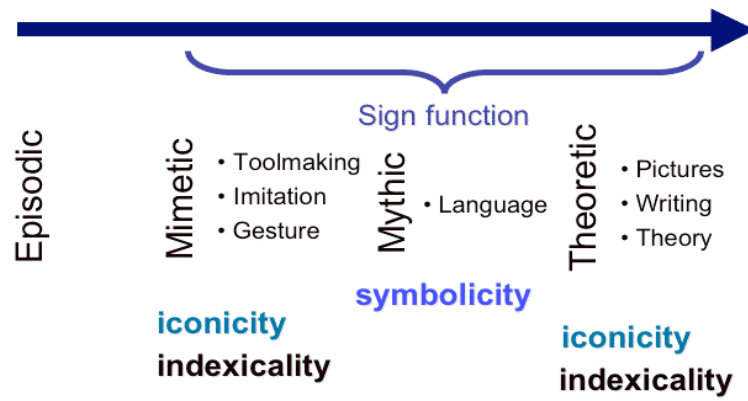 Sign function
Episodic
Mimetic
• Toolmaking
• Imitation
• Gesture
iconicity
indexicality
Mythic
• Language
symbolicity
Theoretic
• Pictures
• Writing
• Theory
iconicity
indexicality